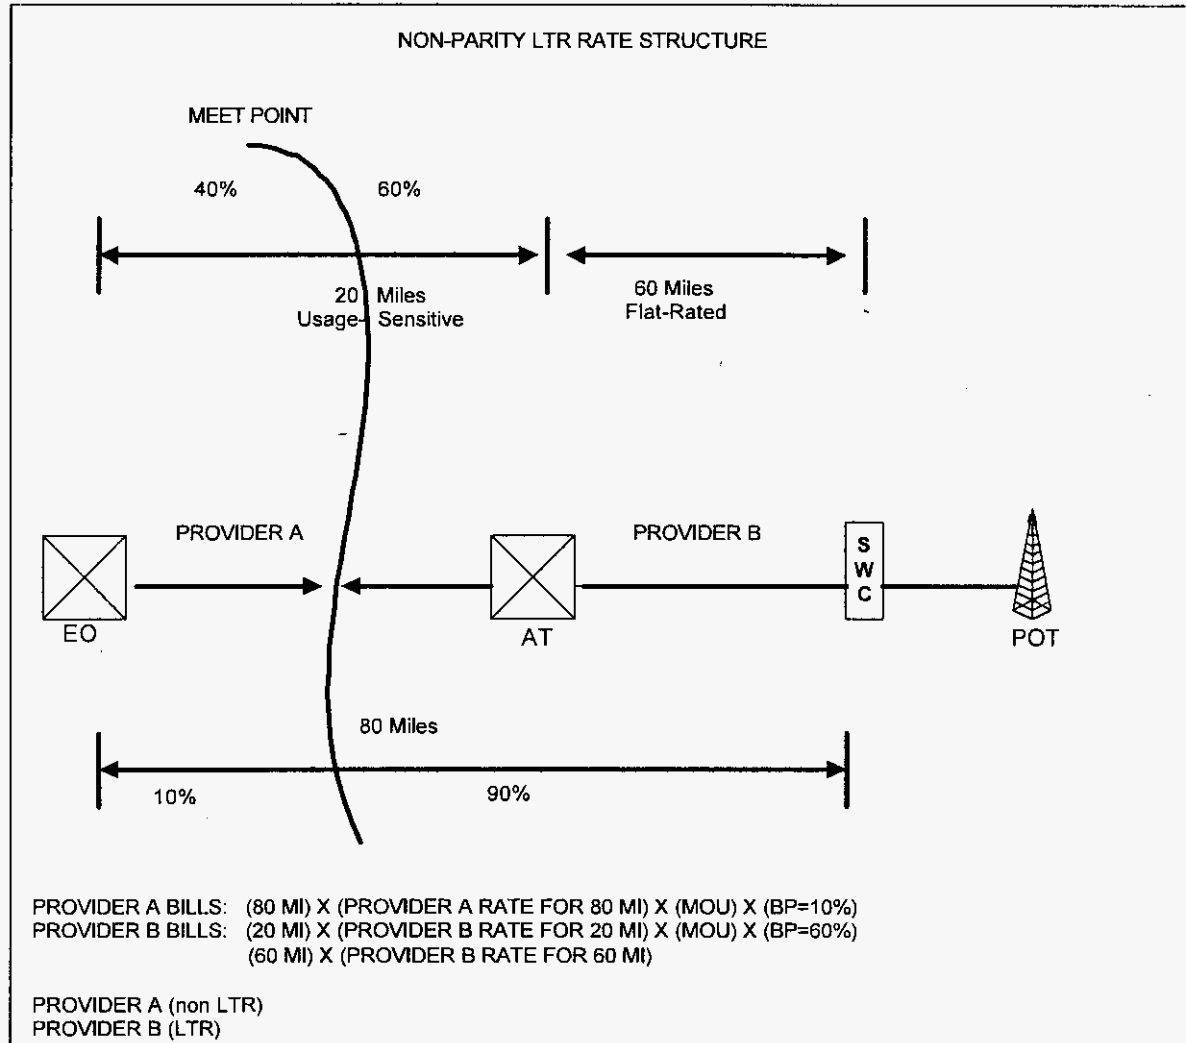 NON-PARITY LTR RATE STRUCTURE
MEET POINT
40%
60%
20 Miles
Usage- Sensitive
60 Miles
Flat-Rated
PROVIDER A
PROVIDER B
S
W
C
EO
AT
POT
80 Miles
10%
90%
PROVIDER A BILLS: (80 MI) X (PROVIDER A RATE FOR 80 MI) X (MOU) X (BP=10%)
PROVIDER B BILLS: (20 MI) X (PROVIDER B RATE FOR 20 MI) X (MOU) X (BP=60%)
(60 MI) X (PROVIDER B RATE FOR 60 MI)
PROVIDER A (non LTR)
PROVIDER B (LTR)